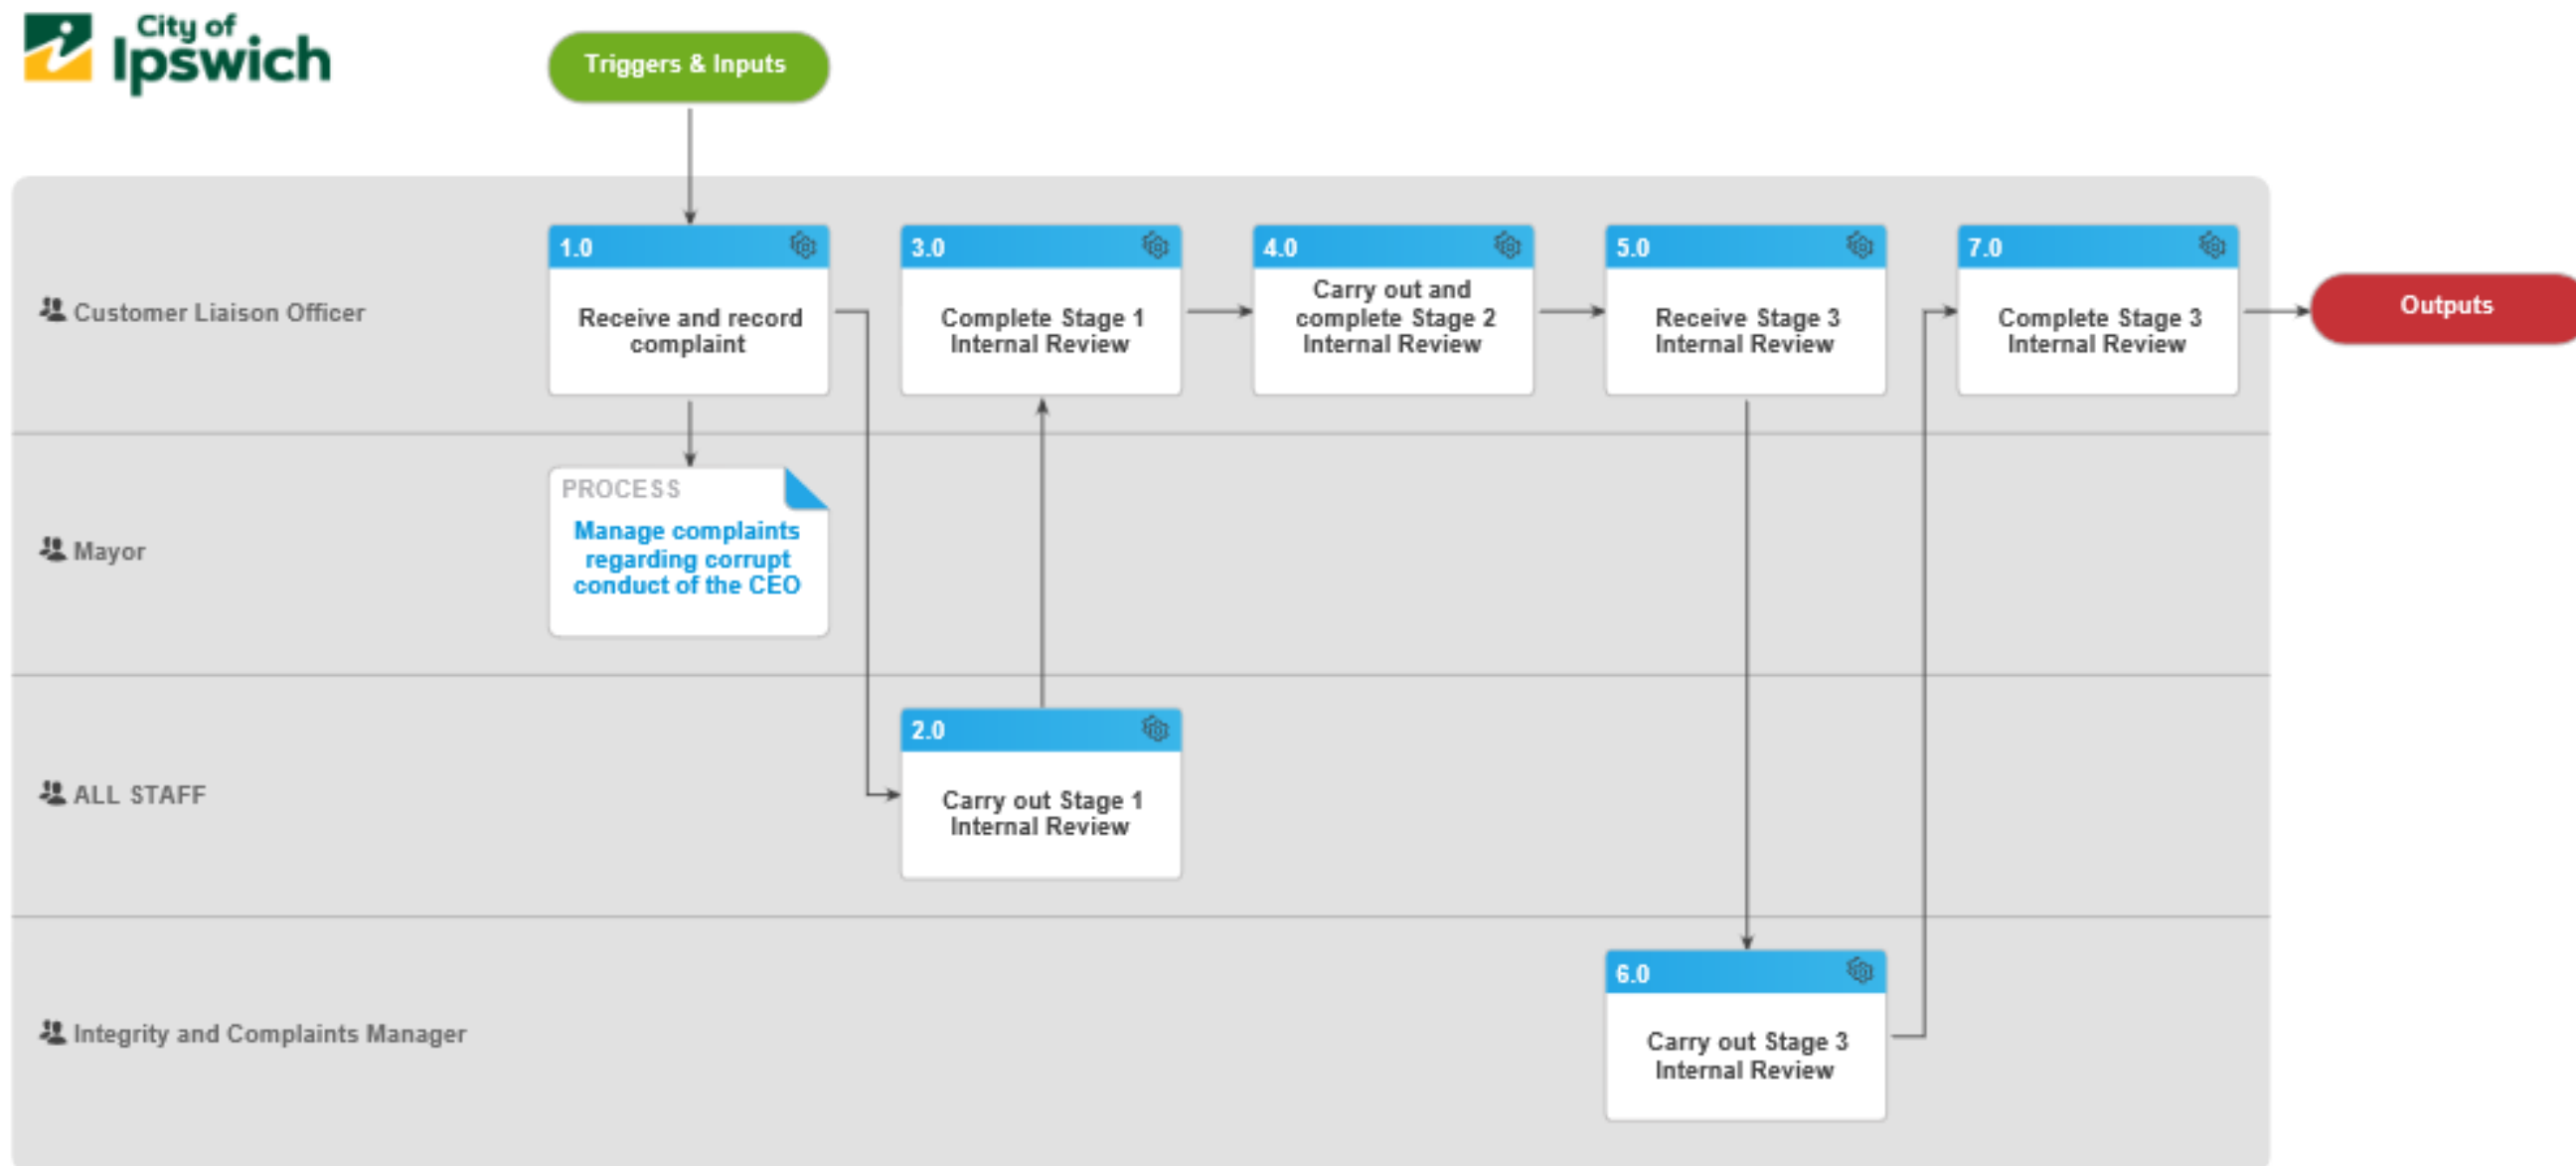 City of
Ipswich
Triggers & Inputs
1.0
Receive and record
complaint
3.0
Complete Stage 1
Internal Review
4.0
Carry out and
complete Stage 2
Internal Review
5.0
Receive Stage 3
Internal Review
7.0
Complete Stage 3
Internal Review
Outputs
Customer Liaison Officer
Mayor
PROCESS
Manage complaints
regarding corrupt
conduct of the CEO
ALL STAFF
2.0
Carry out Stage 1
Internal Review
Integrity and Complaints Manager
6.0
Carry out Stage 3
Internal Review